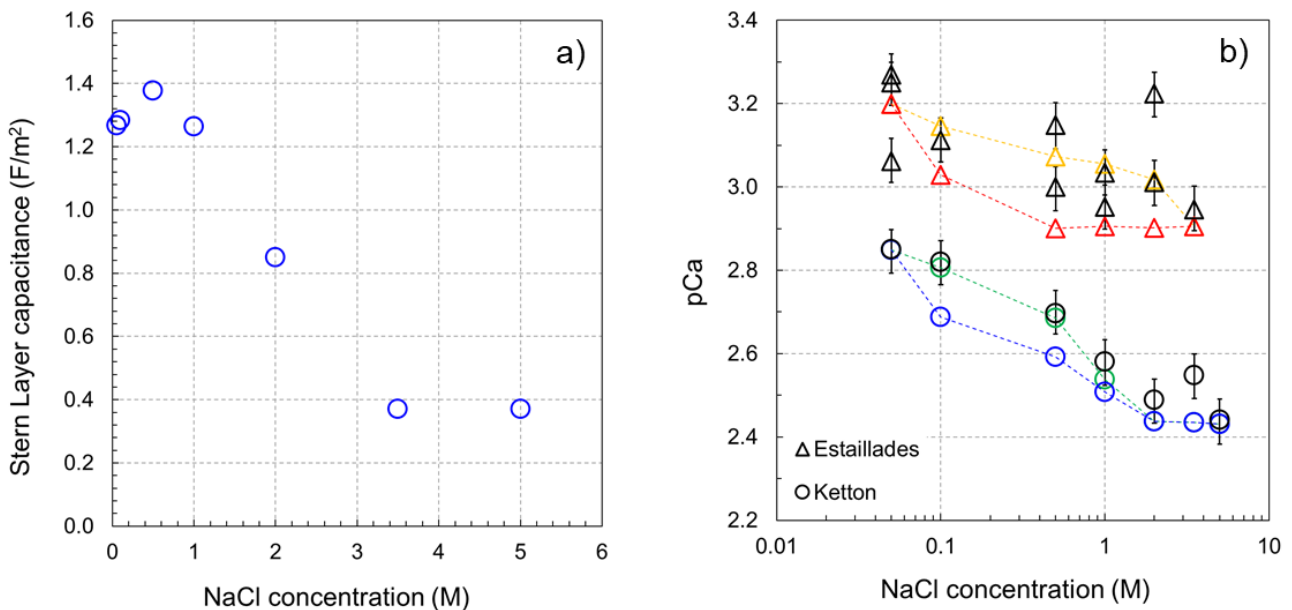 a)
Stern Layer capacitance (F/m²)
1.6
1.4
1.2
1.0
0.8
0.6
0.4
0.2
0.0
0 1 2 3 4 5 6
NaCl concentration (M)
b)
pCa
3.4
3.2
3.0
2.8
2.6
2.4
2.2
Estaillades
Ketton
0.01 0.1 1 10
NaCl concentration (M)